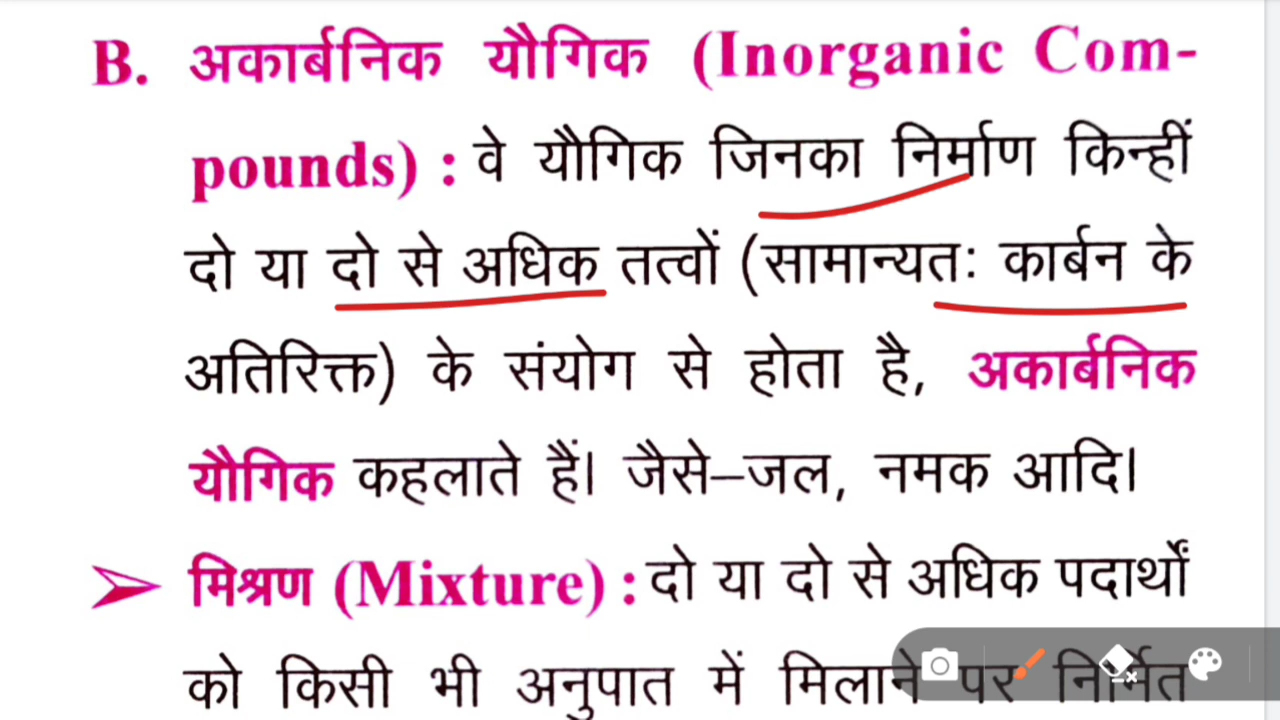 B. अकार्बनिक यौगिक (Inorganic Com-
pounds) : वे यौगिक जिनका निर्माण किन्हीं
दो या दो से अधिक तत्वों (सामान्यतः कार्बन के
अतिरिक्त) के संयोग से होता है, अकार्बनिक
यौगिक कहलाते हैं। जैसे–जल, नमक आदि।
➢ मिश्रण (Mixture) : दो या दो से अधिक पदार्थों
को किसी भी अनुपात में मिलाने पर निर्मित